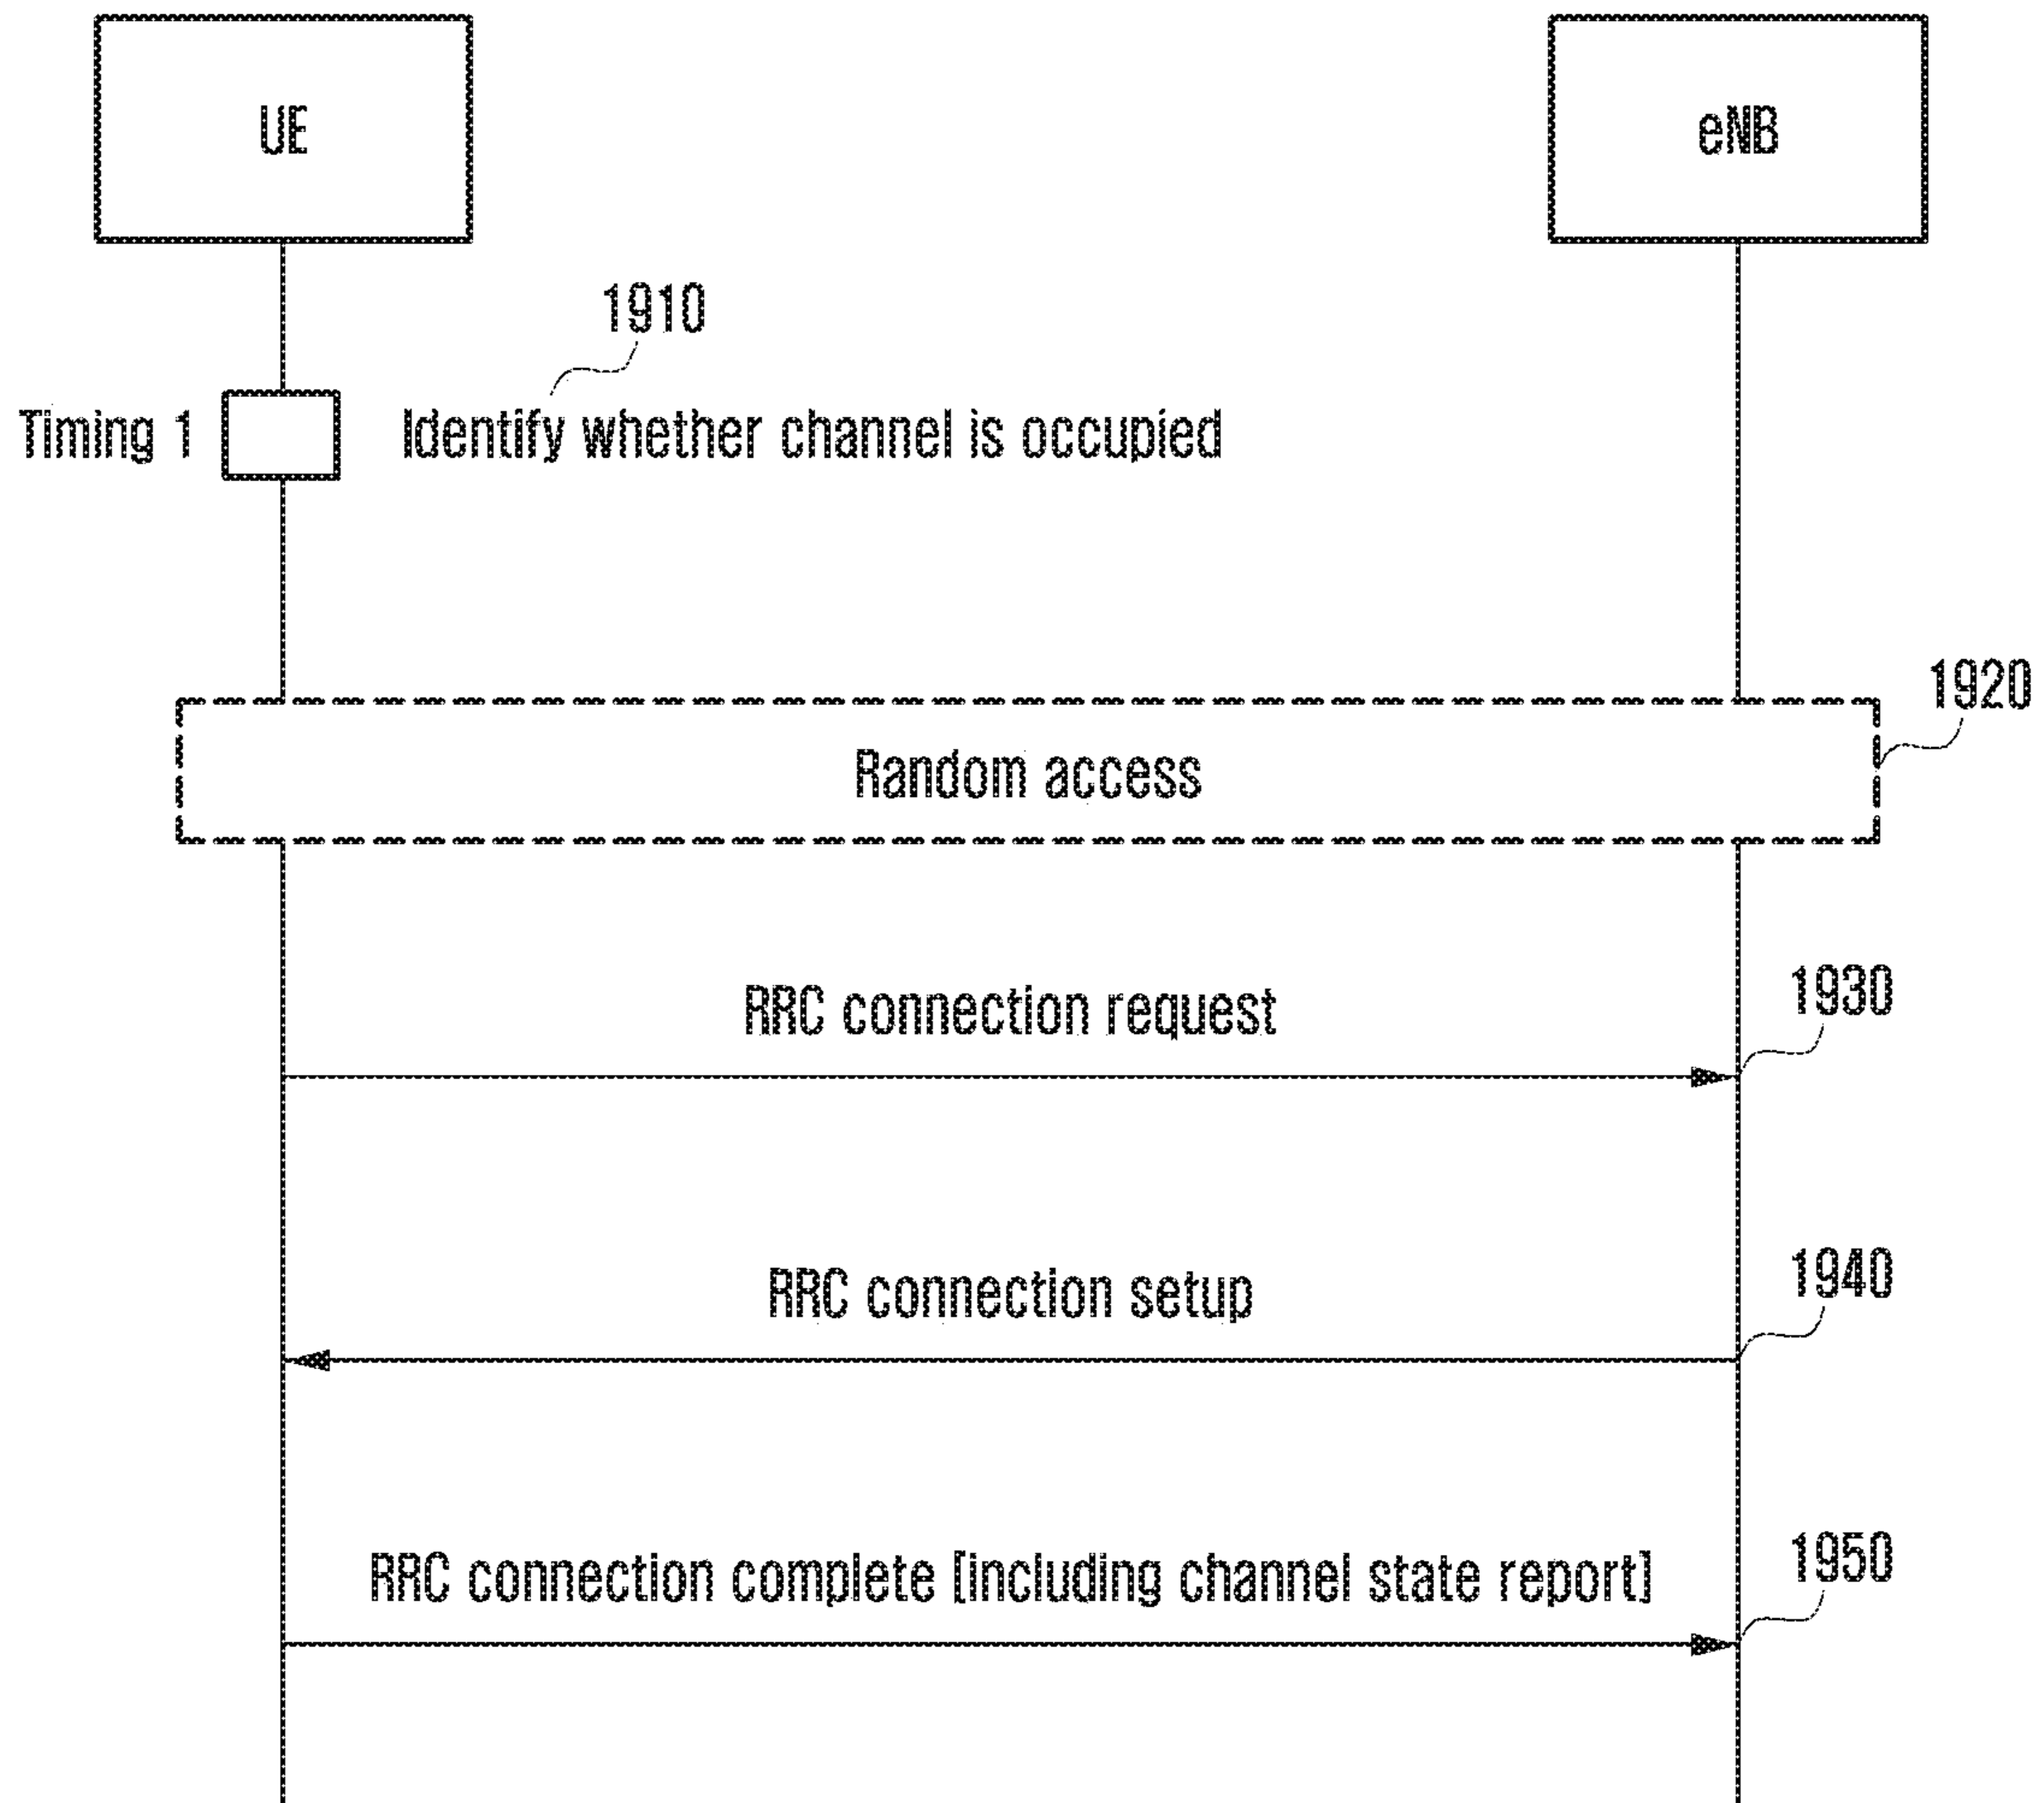 UE
eNB
1910
Timing 1
Identify whether channel is occupied
1920
Random access
1930
RRC connection request
1940
RRC connection setup
1950
RRC connection complete [including channel state report]